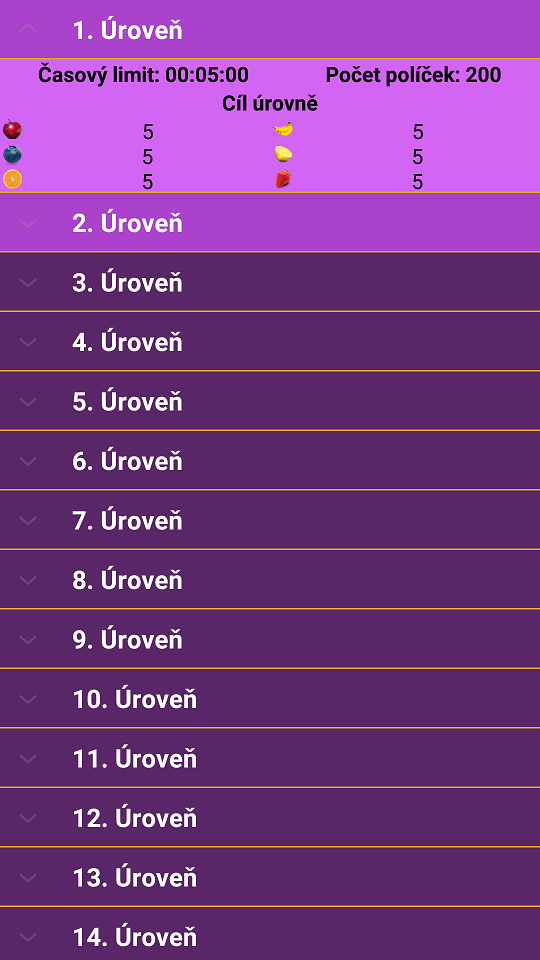 1. Úroveň
Časový limit: 00:05:00 Počet políček: 200
Cíl úrovně
5 5
5 5
5 5
2. Úroveň
3. Úroveň
4. Úroveň
5. Úroveň
6. Úroveň
7. Úroveň
8. Úroveň
9. Úroveň
10. Úroveň
11. Úroveň
12. Úroveň
13. Úroveň
14. Úroveň